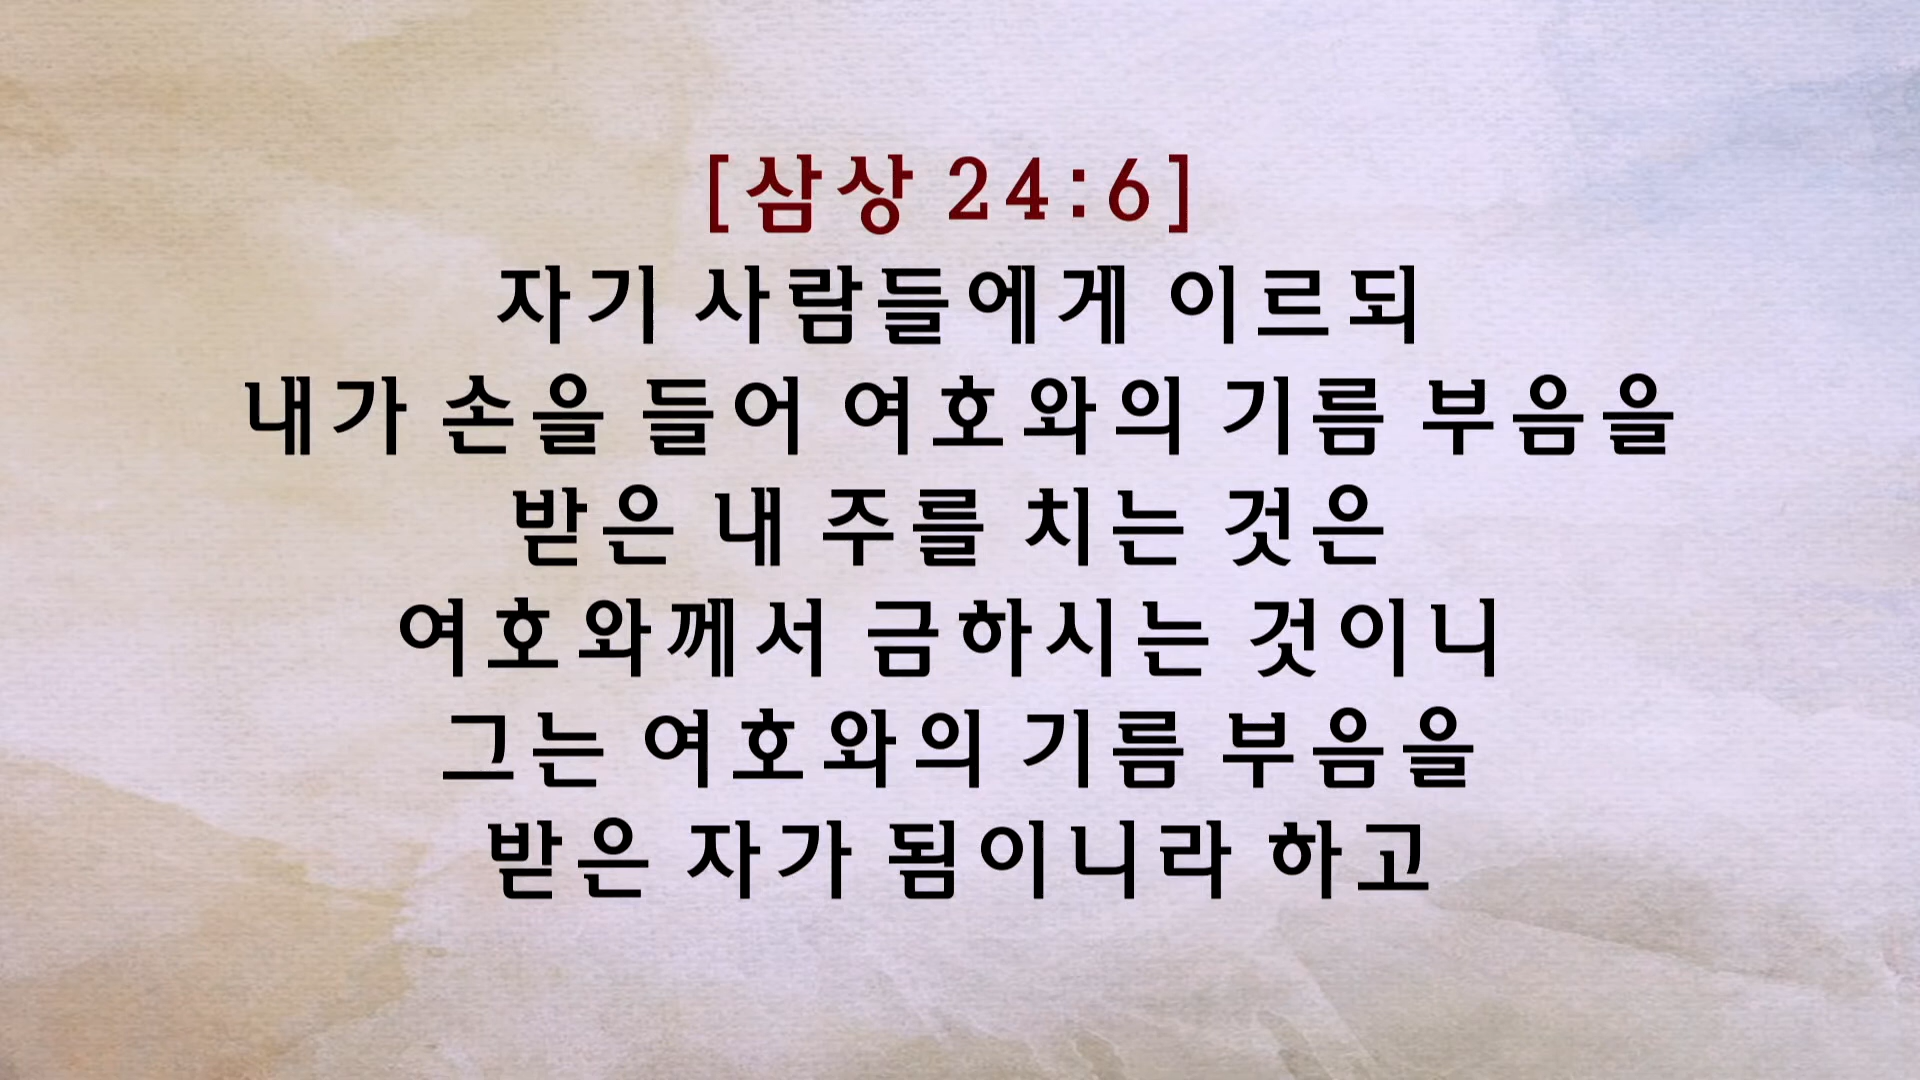 [삼상 24:6]
자기 사람들에게 이르되
내가 손을 들어 여호와의 기름 부음을
받은 내 주를 치는 것은
여호와께서 금하시는 것이니
그는 여호와의 기름 부음을
받은 자가 됨이니라 하고